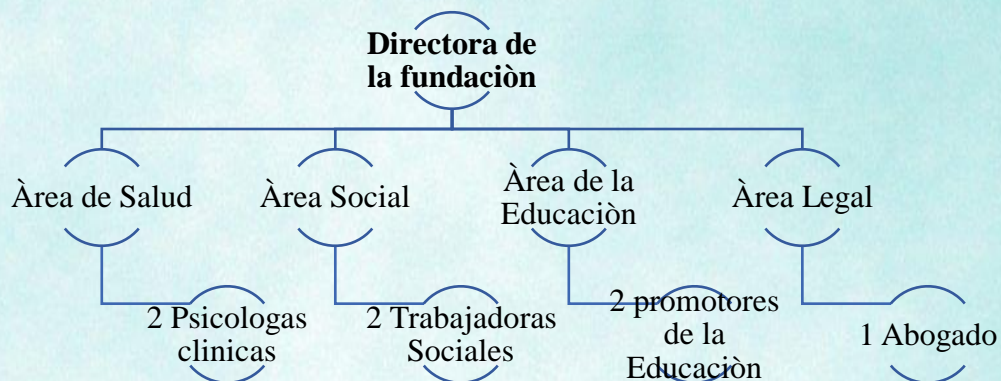 Directora de
la fundaciòn
Àrea de Salud
Àrea Social
Àrea de la
Educaciòn
Àrea Legal
2 Psicologas
clinicas
2 Trabajadoras
Sociales
2 promotores
de la
Educaciòn
1 Abogado